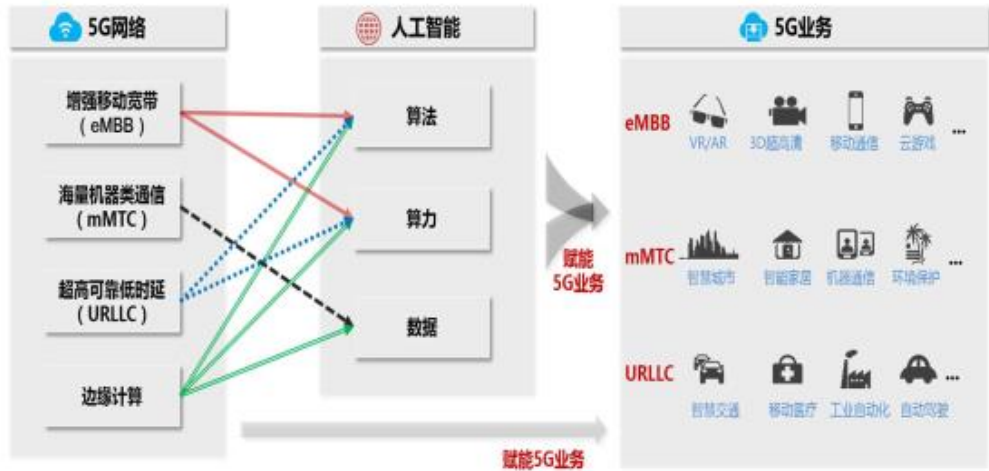 5G网络
增强移动宽带
（eMBB）
海量机器类通信
（mMTC）
超高可靠低时延
（URLLC）
边缘计算
人工智能
算法
算力
数据
赋能
5G业务
赋能5G业务
5G业务
eMBB
VR/AR 3D超高清 移动通信 云游戏 ...
mMTC
智慧城市 智能家居 机器通信 环境保护 ...
URLLC
智慧交通 移动医疗 工业自动化 自动驾驶 ...